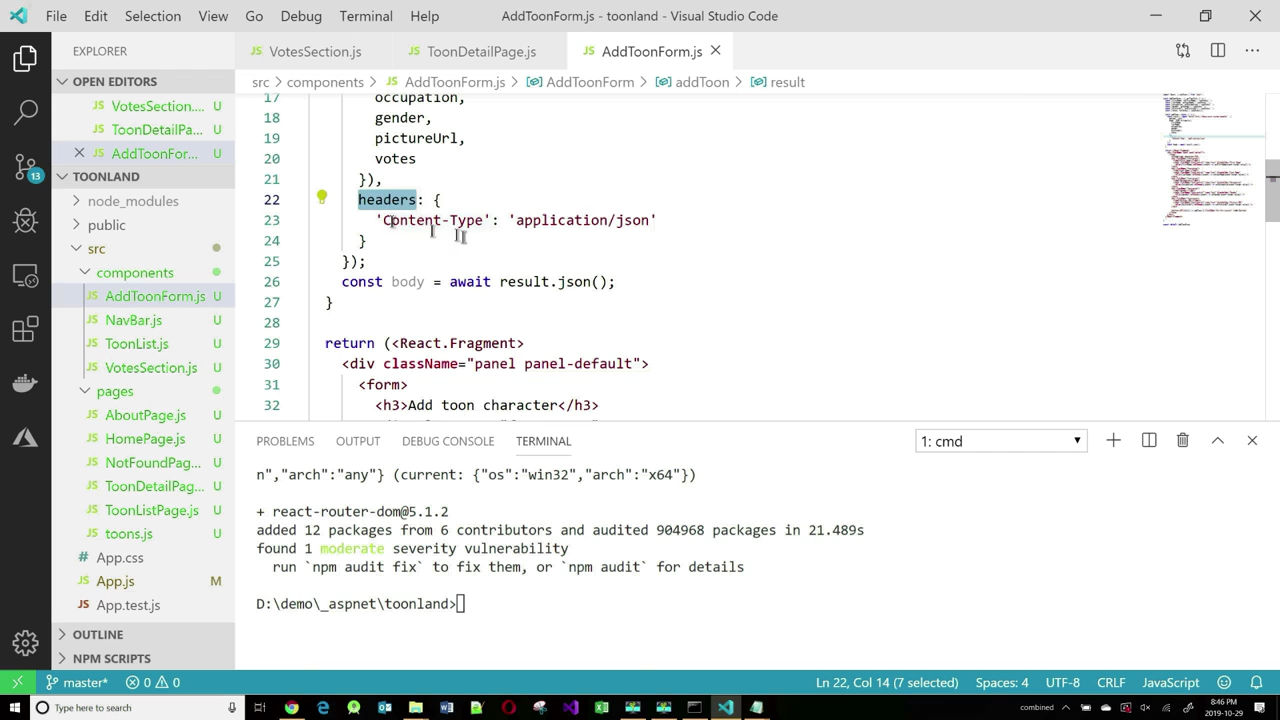 File Edit Selection View Go Debug Terminal Help AddToonForm.js - toonland - Visual Studio Code
EXPLORER
OPEN EDITORS
VotesSection.... U
ToonDetailPa... U
AddToonFor... U
TOONLAND
node_modules
public
src
components
AddToonForm.js U
NavBar.js U
ToonList.js U
VotesSection.js U
pages
AboutPage.js U
HomePage.js U
NotFoundPag... U
ToonDetailPag... U
ToonListPage.js U
toons.js U
App.css
App.js M
App.test.js
OUTLINE
NPM SCRIPTS
13
JS VotesSection.js JS ToonDetailPage.js JS AddToonForm.js
src > components > JS AddToonForm.js > AddToonForm > addToon > result
17 occupation,
18 gender,
19 pictureUrl,
20 votes
21 }),
22 headers: {
23 'Content-Type': 'application/json'
24 }
25 });
26 const body = await result.json();
27 }
28
29 return (<React.Fragment>
30 <div className="panel panel-default">
31 <form>
32 <h3>Add toon character</h3>
PROBLEMS OUTPUT DEBUG CONSOLE TERMINAL 1: cmd
n","arch":"any"} (current: {"os":"win32","arch":"x64"})
+ react-router-dom@5.1.2
added 12 packages from 6 contributors and audited 904968 packages in 21.489s
found 1 moderate severity vulnerability
run `npm audit fix` to fix them, or `npm audit` for details
D:\demo\_aspnet\toonland>
master* 0 0 Ln 22, Col 14 (7 selected) Spaces: 4 UTF-8 CRLF JavaScript
Type here to search combined 8:46 PM
2019-10-29